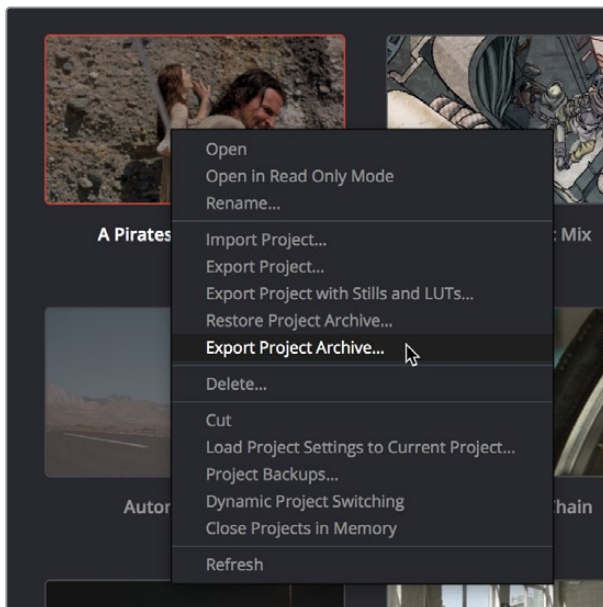 Open
Open in Read Only Mode
Rename...
A Pirates
Import Project...
: Mix
Export Project...
Export Project with Stills and LUTs...
Restore Project Archive...
Export Project Archive...
Delete...
Cut
Load Project Settings to Current Project...
Project Backups...
Dynamic Project Switching
Autor
hain
Close Projects in Memory
Refresh